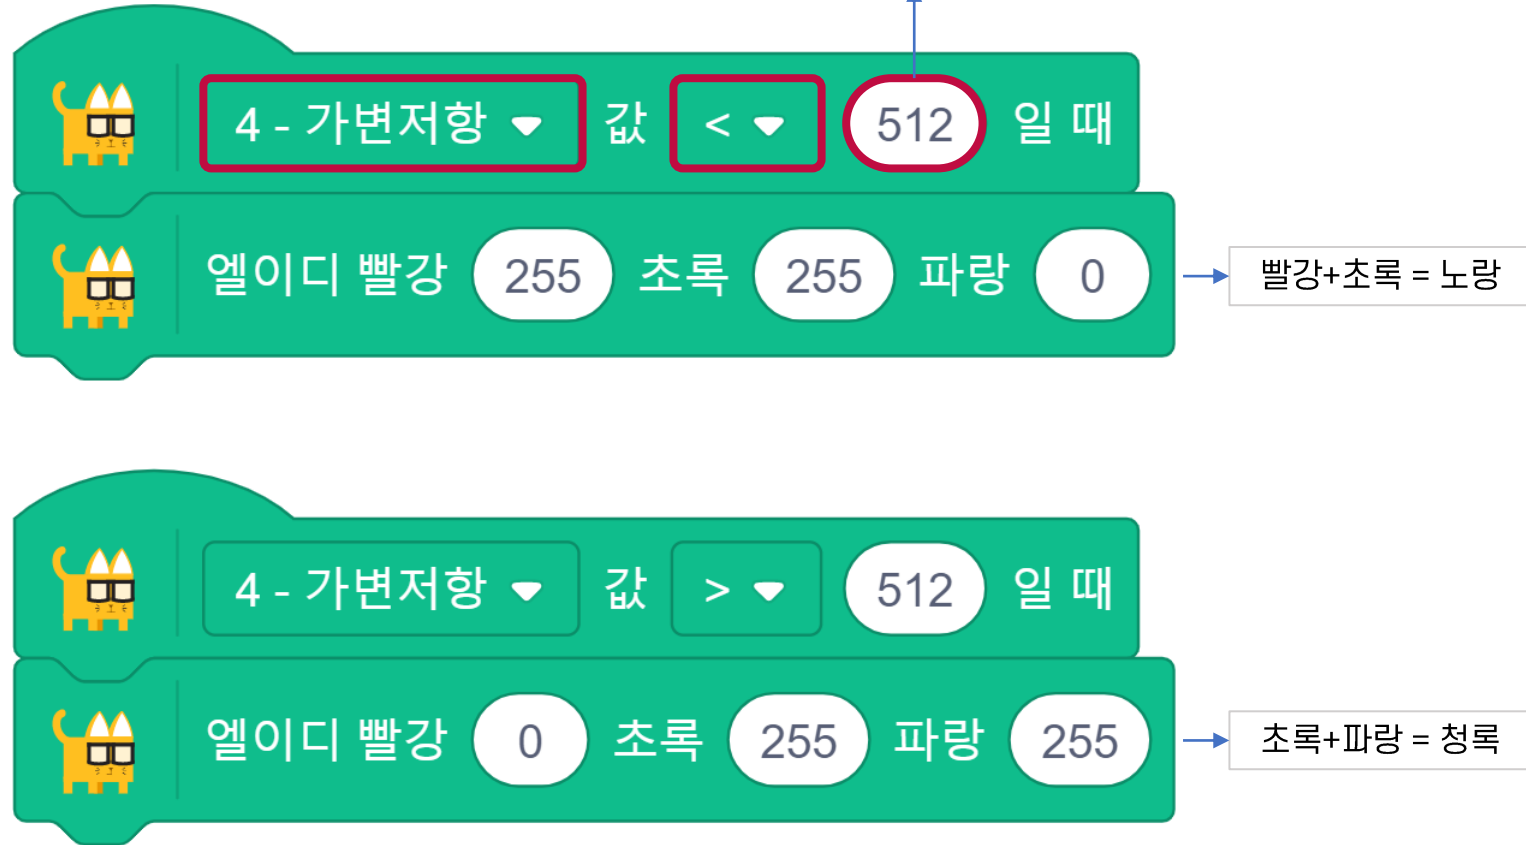 4 - 가변저항 값 < 512 일 때
엘이디 빨강 255 초록 255 파랑 0
빨강+초록 = 노랑
4 - 가변저항 값 > 512 일 때
엘이디 빨강 0 초록 255 파랑 255
초록+파랑 = 청록